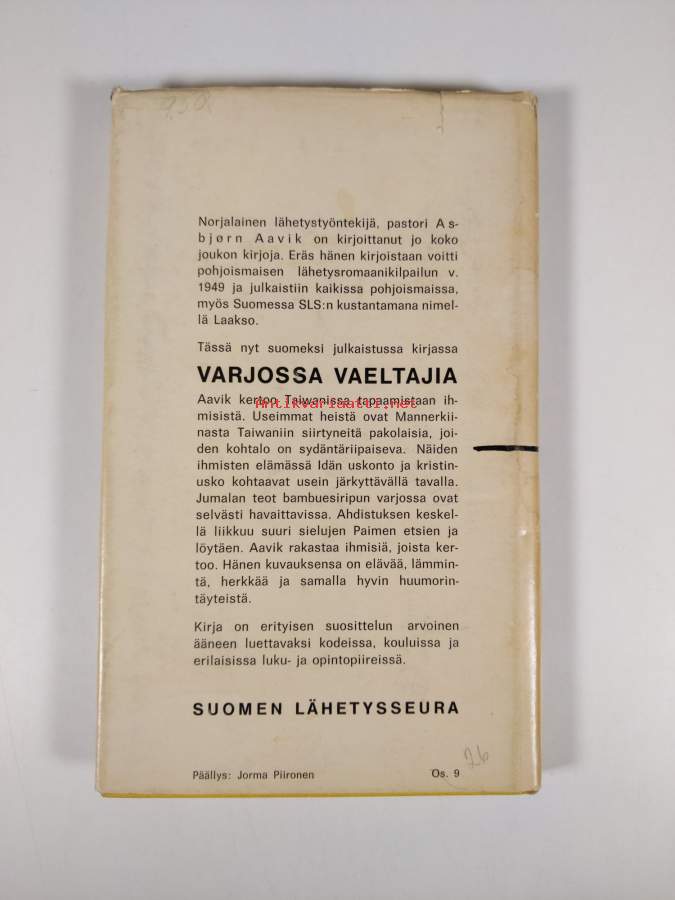 Norjalainen lähetystyöntekijä, pastori As-
bjørn Aavik on kirjoittanut jo koko
joukon kirjoja. Eräs hänen kirjoistaan voitti
pohjoismaisen lähetysromaanikilpailun v.
1949 ja julkaistiin kaikissa pohjoismaissa,
myös Suomessa SLS:n kustantamana nimel-
lä Laakso.
Tässä nyt suomeksi julkaistussa kirjassa
VARJOSSA VAELTAJIA
Aavik kertoo Taiwanissa tapaamistaan ih-
Antikvariaatti.net
misistä. Useimmat heistä ovat Mannerkii-
nasta Taiwaniin siirtyneitä pakolaisia, joi-
den kohtalo on sydäntäriipaiseva. Näiden
ihmisten elämässä Idän uskonto ja kristin-
usko kohtaavat usein järkyttävällä tavalla.
Jumalan teot bambuesiripun varjossa ovat
selvästi havaittavissa. Ahdistuksen keskel-
lä liikkuu suuri sielujen Paimen etsien ja
löytäen. Aavik rakastaa ihmisiä, joista ker-
too. Hänen kuvauksensa on elävää, lämmin-
tä, herkkää ja samalla hyvin huumorin-
täyteistä.
Kirja on erityisen suosittelun arvoinen
ääneen luettavaksi kodeissa, kouluissa ja
erilaisissa luku- ja opintopiireissä.
SUOMEN LÄHETYSSEURA
Päällys: Jorma Piironen Os. 9